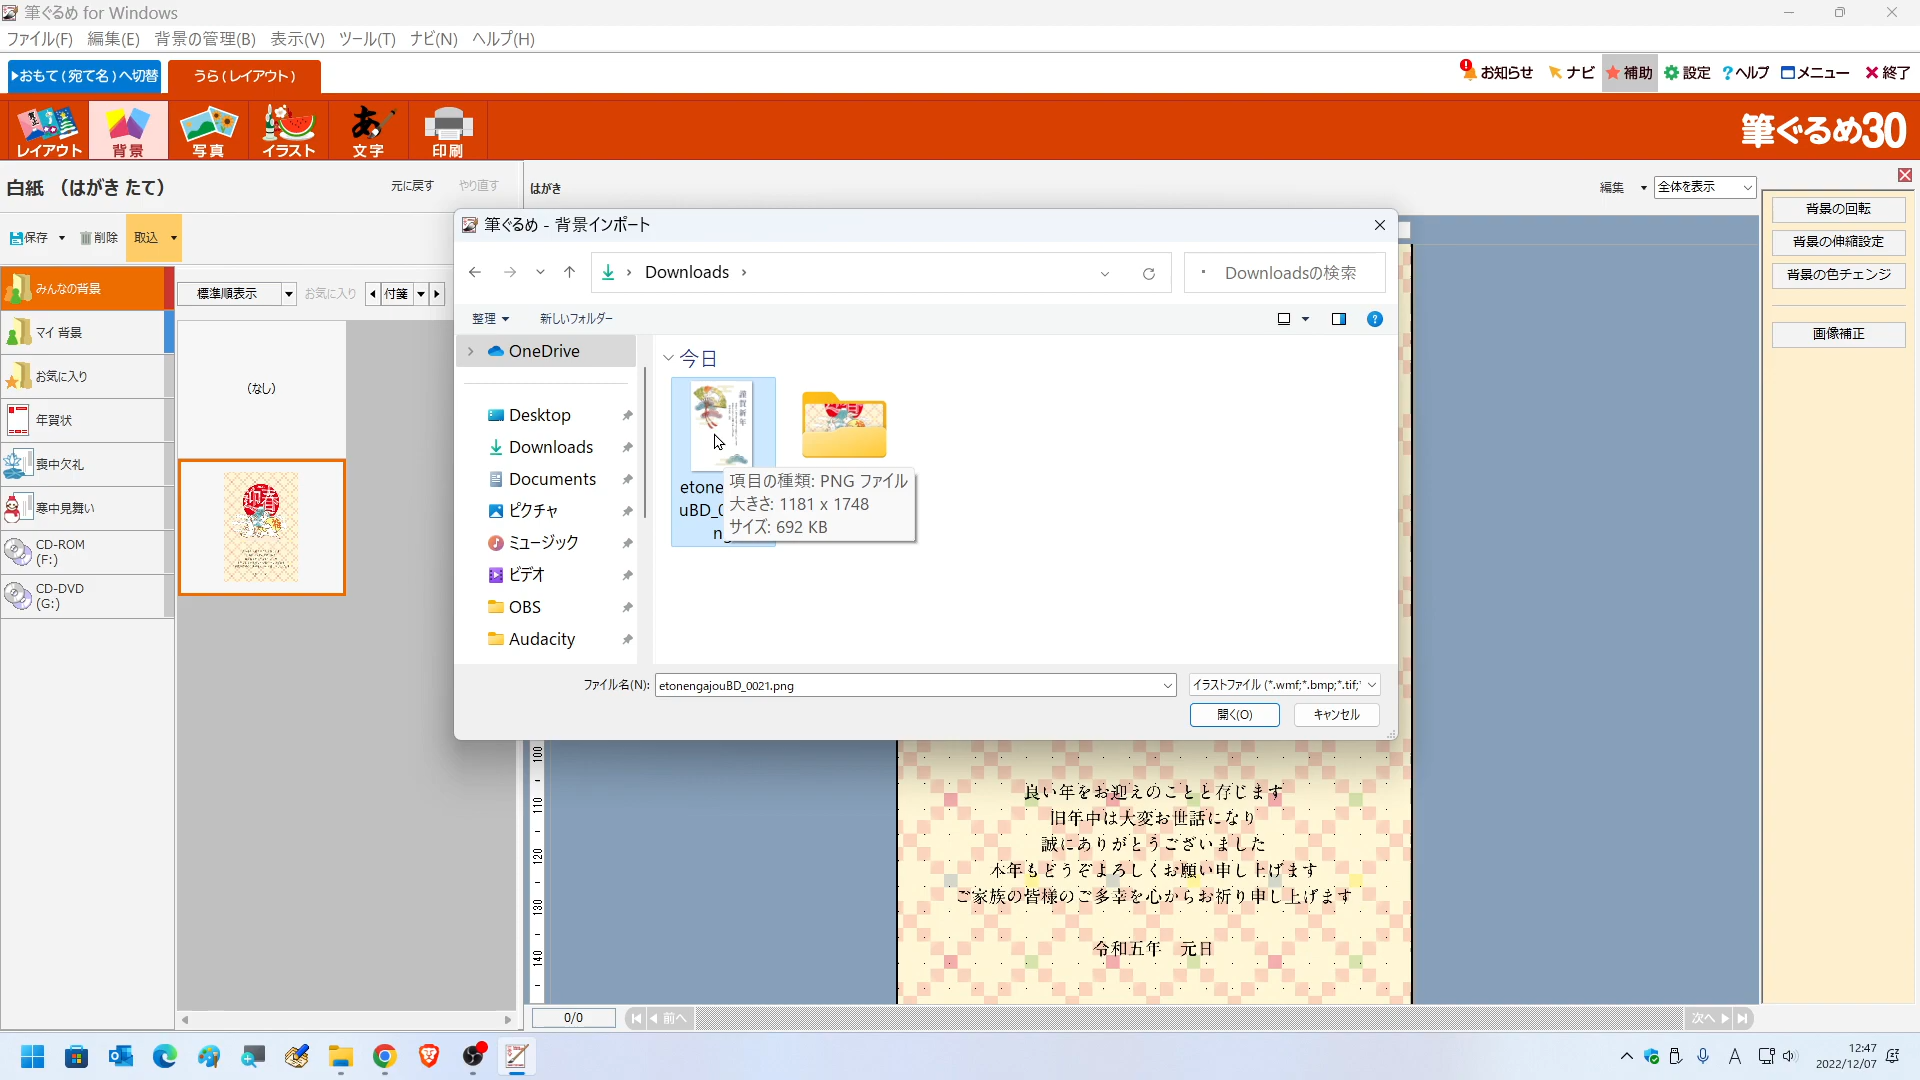 筆ぐるめ for Windows
ファイル(F) 編集(E) 背景の管理(B) 表示(V) ツール(T) ナビ(N) ヘルプ(H)
▶おもて(宛て名)へ切替 うら(レイアウト)
お知らせ ナビ 補助 設定 ?ヘルプ メニュー 終了
レイアウト 背景 写真 イラスト 文字 印刷
筆ぐるめ30
白紙 (はがき たて) 元に戻す やり直す
はがき 編集 全体を表示
保存 削除 取込
みんなの背景
マイ 背景
お気に入り
年賀状
喪中欠礼
寒中見舞い
CD-ROM
(F:)
CD-DVD
(G:)
標準順表示 お気に入り 付箋
(なし)
迎春
筆ぐるめ - 背景インポート
Downloads
Downloadsの検索
整理 新しいフォルダー
OneDrive
Desktop
Downloads
Documents
ピクチャ
ミュージック
ビデオ
OBS
Audacity
今日
謹賀新年
項目の種類: PNG ファイル
大きさ: 1181 x 1748
サイズ: 692 KB
ファイル名(N): etonengajouBD_0021.png
イラストファイル (*.wmf;*.bmp;*.tif;
開く(O) キャンセル
背景の回転
背景の伸縮設定
背景の色チェンジ
画像補正
100
110
120
130
140
良い年をお迎えのことと存じます
旧年中は大変お世話になり
誠にありがとうございました
本年もどうぞよろしくお願い申し上げます
ご家族の皆様のご多幸を心からお祈り申し上げます
令和五年 元日
0/0 前へ 次へ
A
12:47
2022/12/07